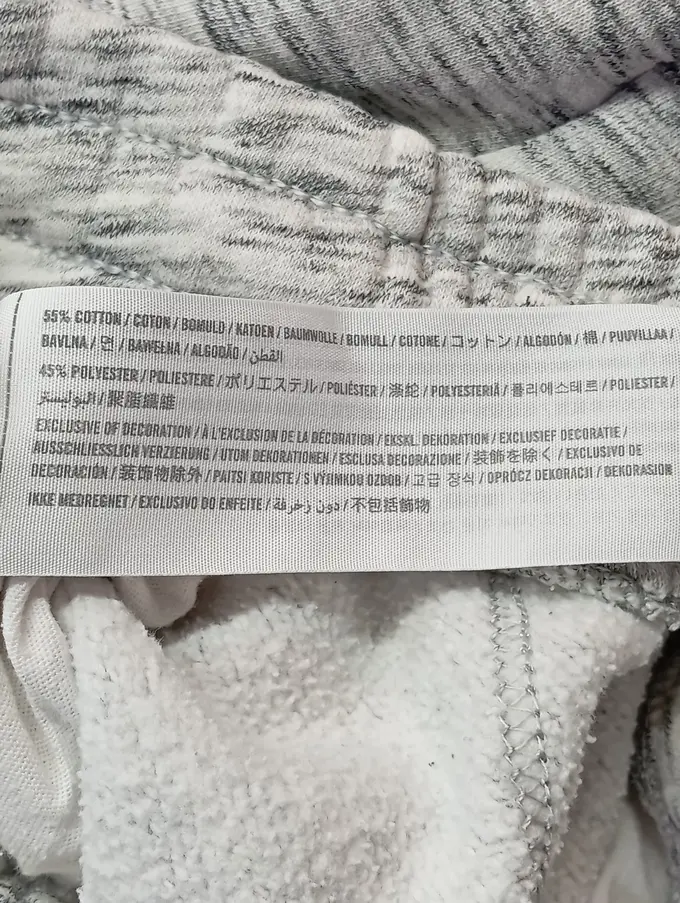 55% COTTON / COTON / BOMULD / KATOEN / BAUMWOLLE / BOMULL / COTONE / コットン / ALGODÓN / 棉 / PUUVILLAA /
BAVLNA / 면 / BAWEŁNA / ALGODÃO / القطن
45% POLYESTER / POLIESTERE / ポリエステル / POLIÉSTER / 涤纶 / POLYESTERIÄ / 폴리에스테르 / POLIESTER /
البوليستر / 聚脂纖維
EXCLUSIVE OF DECORATION / À L'EXCLUSION DE LA DÉCORATION / EKSKL. DEKORATION / EXCLUSIEF DECORATIE /
AUSSCHLIESSLICH VERZIERUNG / UTOM DEKORATIONEN / ESCLUSA DECORAZIONE / 装飾を除く / EXCLUSIVO DE
DECORACIÓN / 装饰物除外 / PAITSI KORISTE / S VÝJIMKOU OZDOB / 고급 장식 / OPRÓCZ DEKORACJI / DEKORASJON
IKKE MEDREGNET / EXCLUSIVO DO ENFEITE / دون زخرفة / 不包括飾物